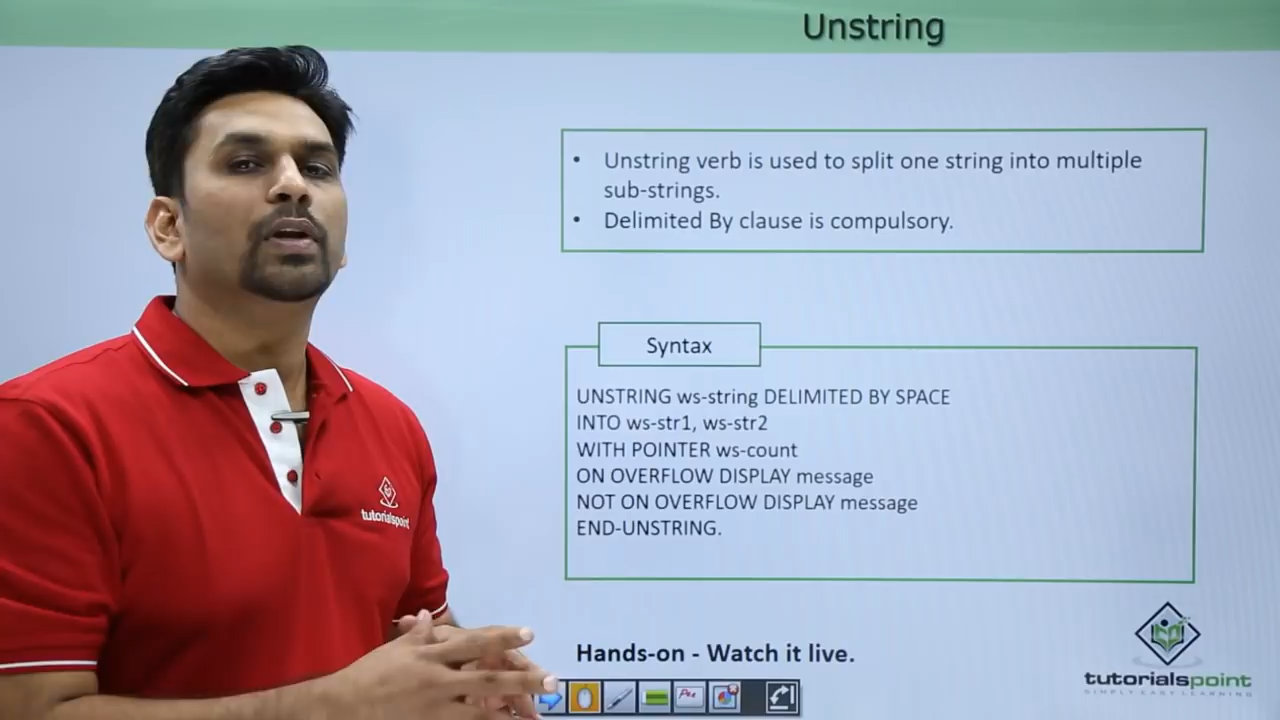 Unstring
• Unstring verb is used to split one string into multiple
sub-strings.
• Delimited By clause is compulsory.
Syntax
UNSTRING ws-string DELIMITED BY SPACE
INTO ws-str1, ws-str2
WITH POINTER ws-count
ON OVERFLOW DISPLAY message
NOT ON OVERFLOW DISPLAY message
END-UNSTRING.
tutorialspoint
Hands-on - Watch it live.
tutorialspoint
SIMPLY EASY LEARNING
Pen